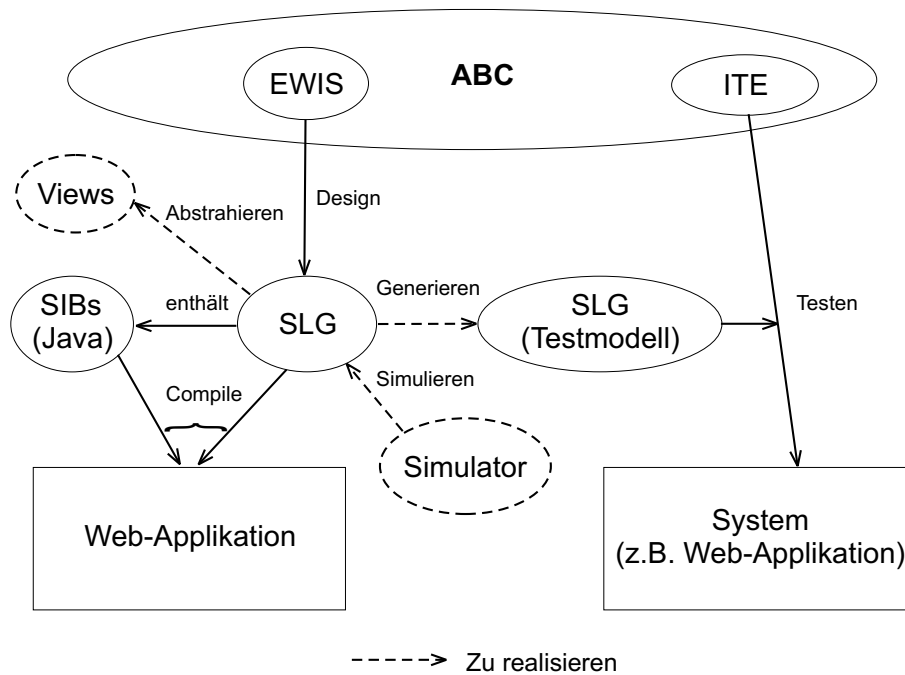 ABC
EWIS
ITE
Views
Abstrahieren
Design
SIBs
(Java)
enthält
SLG
Generieren
SLG
(Testmodell)
Testen
Compile
Simulieren
Simulator
Web-Applikation
System
(z.B. Web-Applikation)
Zu realisieren